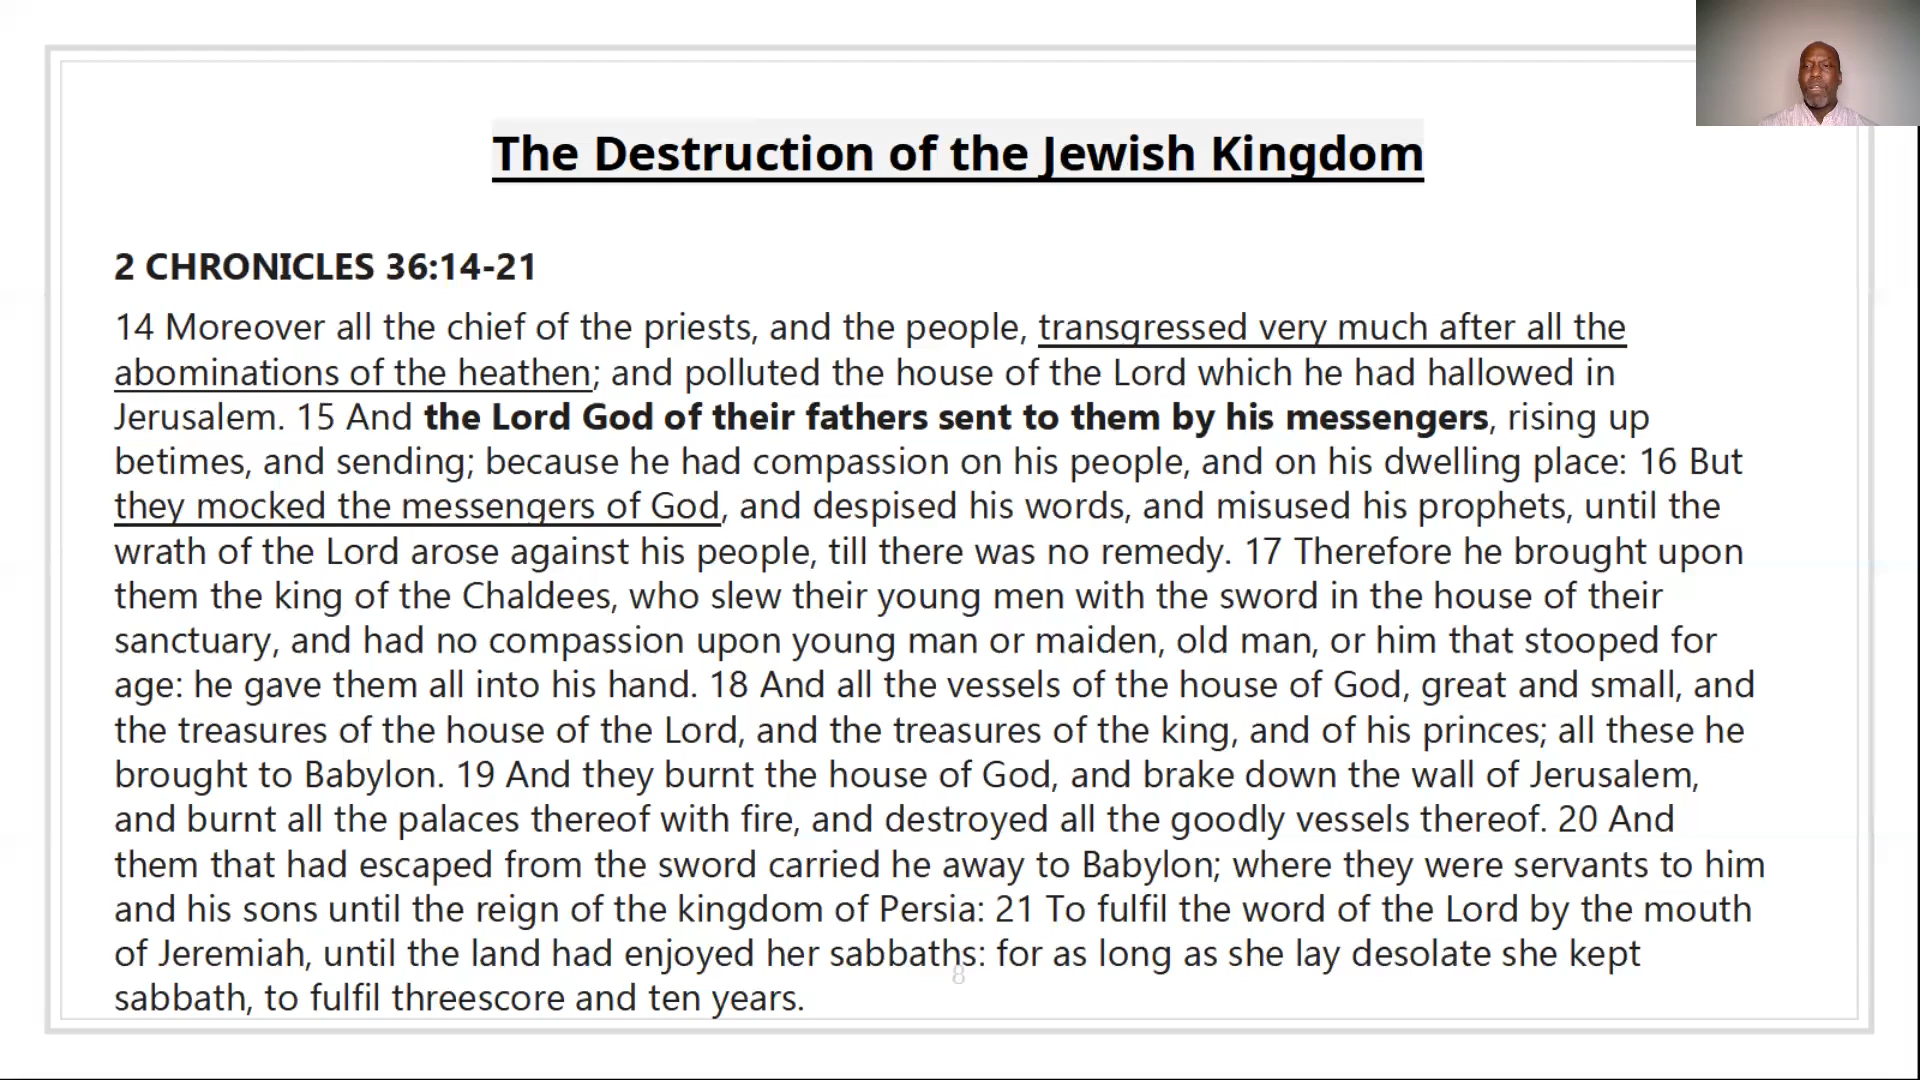 The Destruction of the Jewish Kingdom
2 CHRONICLES 36:14-21
14 Moreover all the chief of the priests, and the people, transgressed very much after all the
abominations of the heathen; and polluted the house of the Lord which he had hallowed in
Jerusalem. 15 And the Lord God of their fathers sent to them by his messengers, rising up
betimes, and sending; because he had compassion on his people, and on his dwelling place: 16 But
they mocked the messengers of God, and despised his words, and misused his prophets, until the
wrath of the Lord arose against his people, till there was no remedy. 17 Therefore he brought upon
them the king of the Chaldees, who slew their young men with the sword in the house of their
sanctuary, and had no compassion upon young man or maiden, old man, or him that stooped for
age: he gave them all into his hand. 18 And all the vessels of the house of God, great and small, and
the treasures of the house of the Lord, and the treasures of the king, and of his princes; all these he
brought to Babylon. 19 And they burnt the house of God, and brake down the wall of Jerusalem,
and burnt all the palaces thereof with fire, and destroyed all the goodly vessels thereof. 20 And
them that had escaped from the sword carried he away to Babylon; where they were servants to him
and his sons until the reign of the kingdom of Persia: 21 To fulfil the word of the Lord by the mouth
of Jeremiah, until the land had enjoyed her sabbaths: for as long as she lay desolate she kept
sabbath, to fulfil threescore and ten years.
8